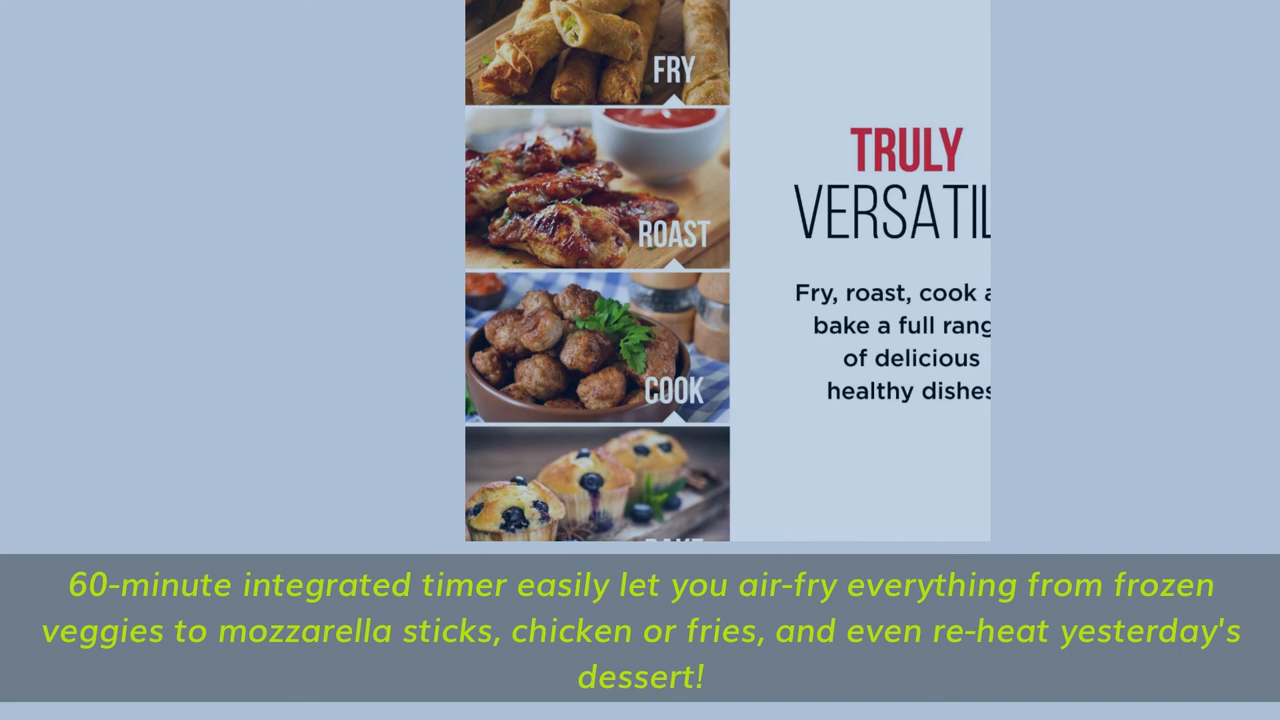 FRY
ROAST
COOK
TRULY
VERSATIL
Fry, roast, cook a
bake a full rang
of delicious
healthy dishes
60-minute integrated timer easily let you air-fry everything from frozen
veggies to mozzarella sticks, chicken or fries, and even re-heat yesterday's
dessert!